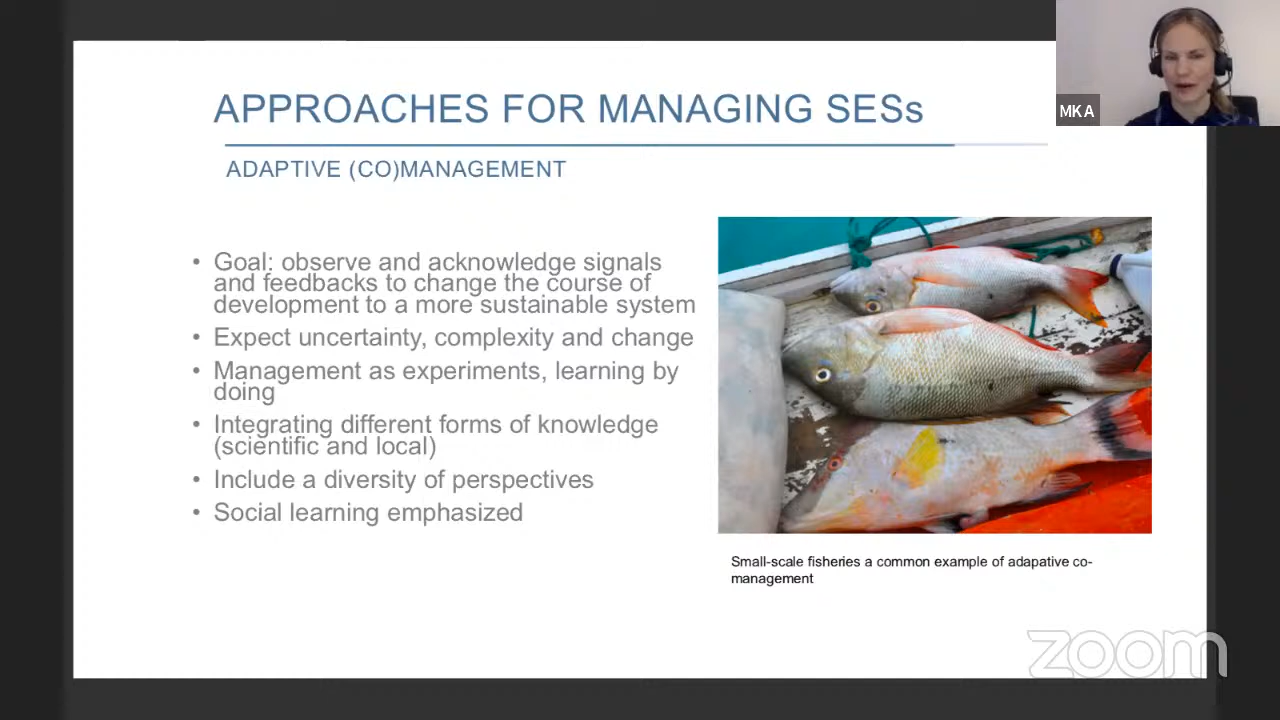 APPROACHES FOR MANAGING SESs
MKA
ADAPTIVE (CO)MANAGEMENT
• Goal: observe and acknowledge signals
and feedbacks to change the course of
development to a more sustainable system
• Expect uncertainty, complexity and change
• Management as experiments, learning by
doing
• Integrating different forms of knowledge
(scientific and local)
• Include a diversity of perspectives
• Social learning emphasized
Small-scale fisheries a common example of adapative co-
management
zoom